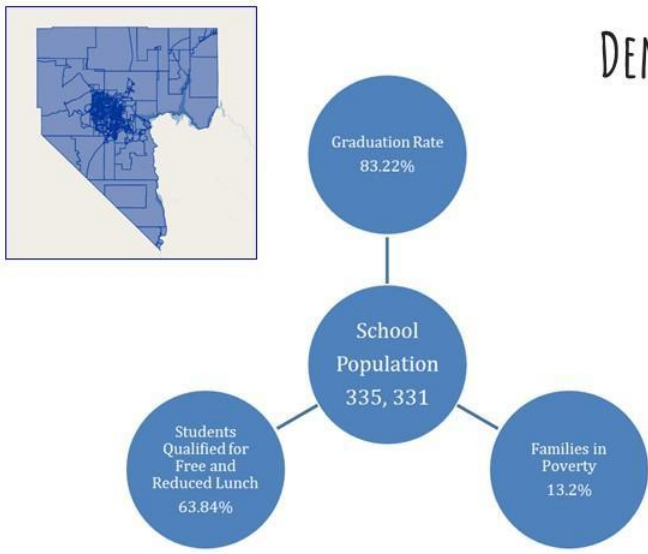 Graduation Rate
83.22%
School
Population
335, 331
Students
Qualified for
Free and
Reduced Lunch
63.84%
Families in
Poverty
13.2%